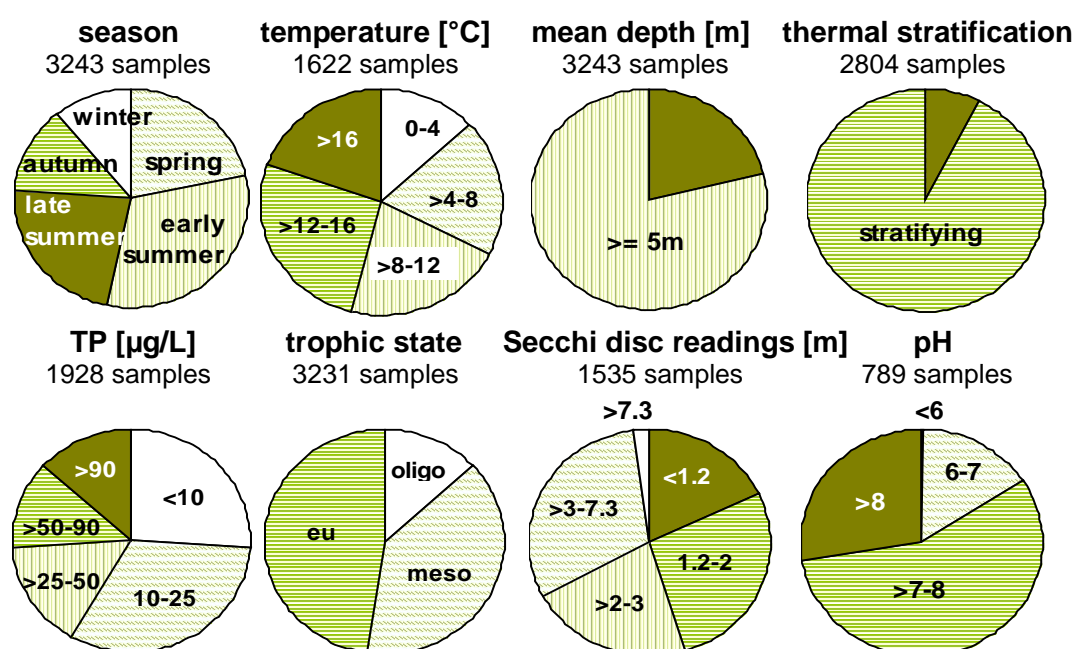 season
3243 samples
winter
spring
autumn
late
summer
early
summer
temperature [°C]
1622 samples
>16
0-4
>4-8
>12-16
>8-12
mean depth [m]
3243 samples
>= 5m
thermal stratification
2804 samples
stratifying
TP [µg/L]
1928 samples
>90
<10
>50-90
>25-50
10-25
trophic state
3231 samples
oligo
eu
meso
Secchi disc readings [m]
1535 samples
>7.3
<1.2
>3-7.3
1.2-2
>2-3
pH
789 samples
<6
6-7
>8
>7-8